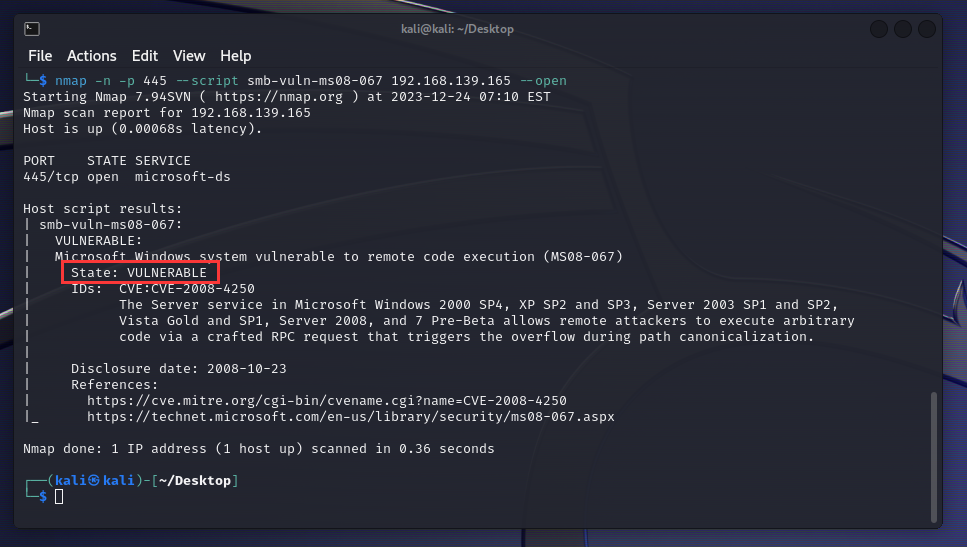 kali@kali: ~/Desktop
File Actions Edit View Help
└─$ nmap -n -p 445 --script smb-vuln-ms08-067 192.168.139.165 --open
Starting Nmap 7.94SVN ( https://nmap.org ) at 2023-12-24 07:10 EST
Nmap scan report for 192.168.139.165
Host is up (0.00068s latency).

PORT    STATE SERVICE
445/tcp open  microsoft-ds

Host script results:
| smb-vuln-ms08-067:
|   VULNERABLE:
|   Microsoft Windows system vulnerable to remote code execution (MS08-067)
|     State: VULNERABLE
|     IDs:  CVE:CVE-2008-4250
|           The Server service in Microsoft Windows 2000 SP4, XP SP2 and SP3, Server 2003 SP1 and SP2,
|           Vista Gold and SP1, Server 2008, and 7 Pre-Beta allows remote attackers to execute arbitrary
|           code via a crafted RPC request that triggers the overflow during path canonicalization.
|
|     Disclosure date: 2008-10-23
|     References:
|       https://cve.mitre.org/cgi-bin/cvename.cgi?name=CVE-2008-4250
|_      https://technet.microsoft.com/en-us/library/security/ms08-067.aspx

Nmap done: 1 IP address (1 host up) scanned in 0.36 seconds

┌──(kali㉿kali)-[~/Desktop]
└─$